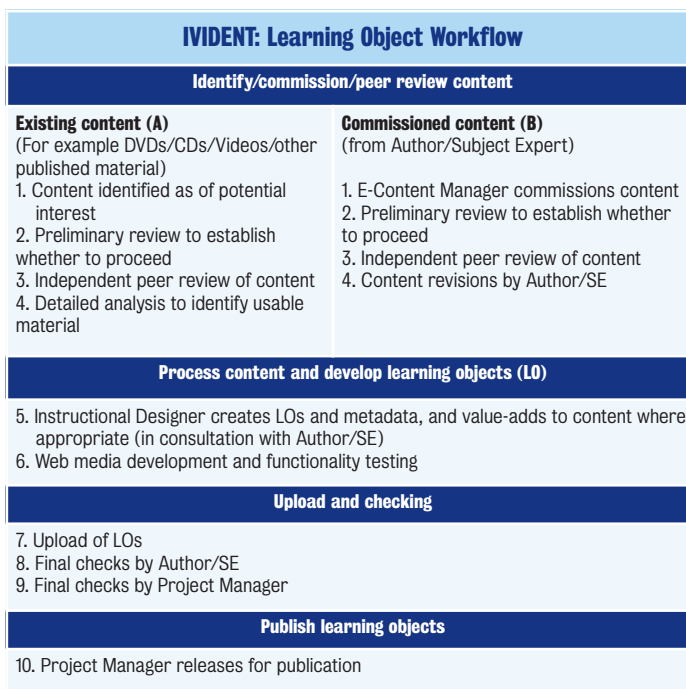 IVIDENT: Learning Object Workflow
Identify/commission/peer review content
Existing content (A)
(For example DVDs/CDs/Videos/other
published material)
1. Content identified as of potential
interest
2. Preliminary review to establish
whether to proceed
3. Independent peer review of content
4. Detailed analysis to identify usable
material
Commissioned content (B)
(from Author/Subject Expert)
1. E-Content Manager commissions content
2. Preliminary review to establish whether
to proceed
3. Independent peer review of content
4. Content revisions by Author/SE
Process content and develop learning objects (LO)
5. Instructional Designer creates LOs and metadata, and value-adds to content where
appropriate (in consultation with Author/SE)
6. Web media development and functionality testing
Upload and checking
7. Upload of LOs
8. Final checks by Author/SE
9. Final checks by Project Manager
Publish learning objects
10. Project Manager releases for publication